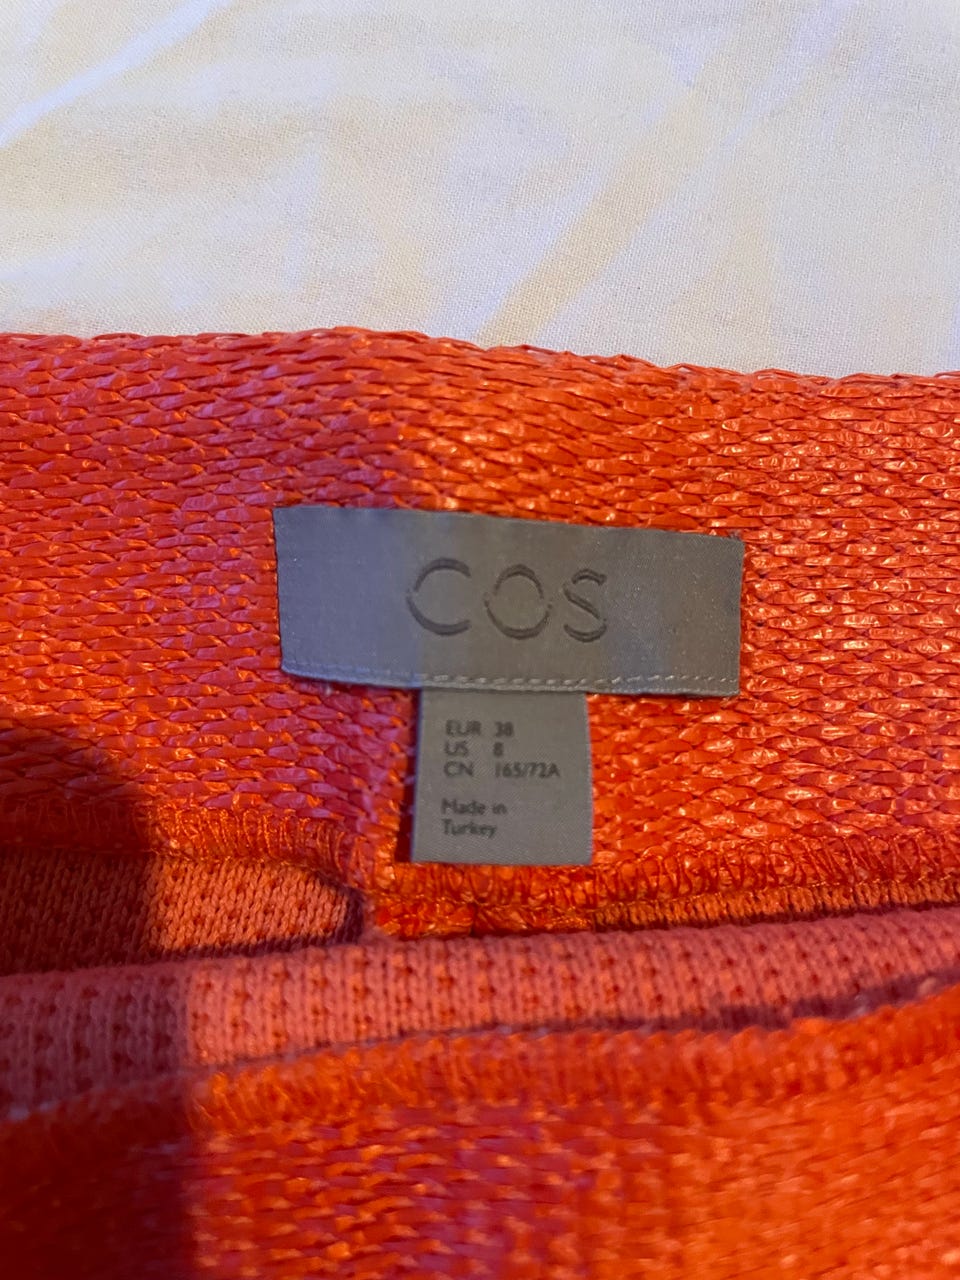 COS
EUR 38
US 8
CN 165/72A
Made in
Turkey